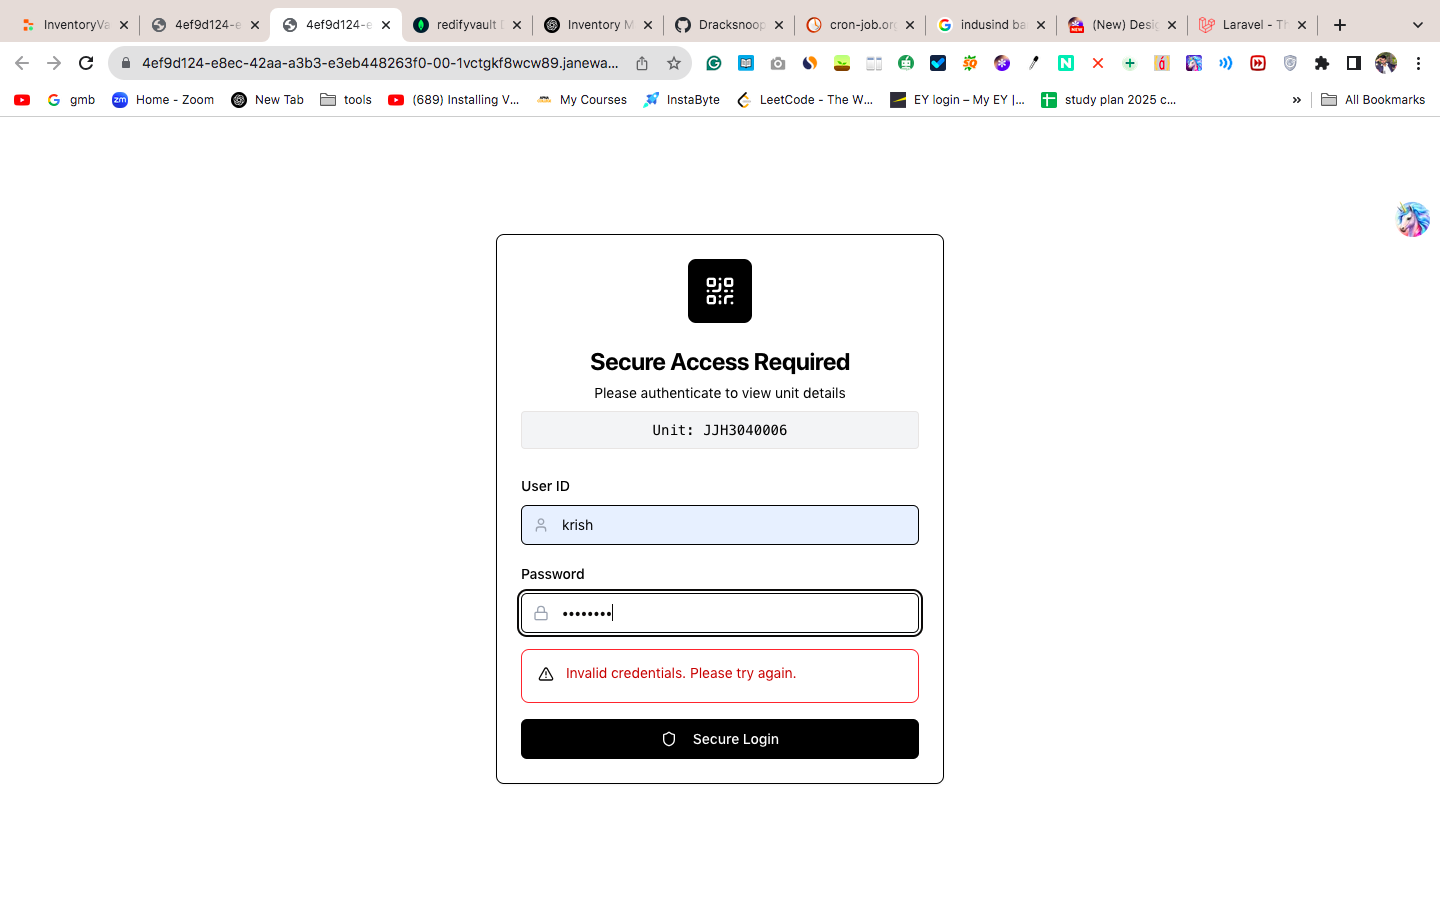 InventoryVa
4ef9d124-e
4ef9d124-e
redifyvault D
Inventory M
Dracksnoop
cron-job.org
indusind ba
(New) Desig
Laravel - Th
4ef9d124-e8ec-42aa-a3b3-e3eb448263f0-00-1vctgkf8wcw89.janewa...
gmb
Home - Zoom
New Tab
tools
(689) Installing V...
My Courses
InstaByte
LeetCode - The W...
EY login – My EY |...
study plan 2025 c...
»
All Bookmarks
Secure Access Required
Please authenticate to view unit details
Unit: JJH3040006
User ID
krish
Password
••••••••
Invalid credentials. Please try again.
Secure Login